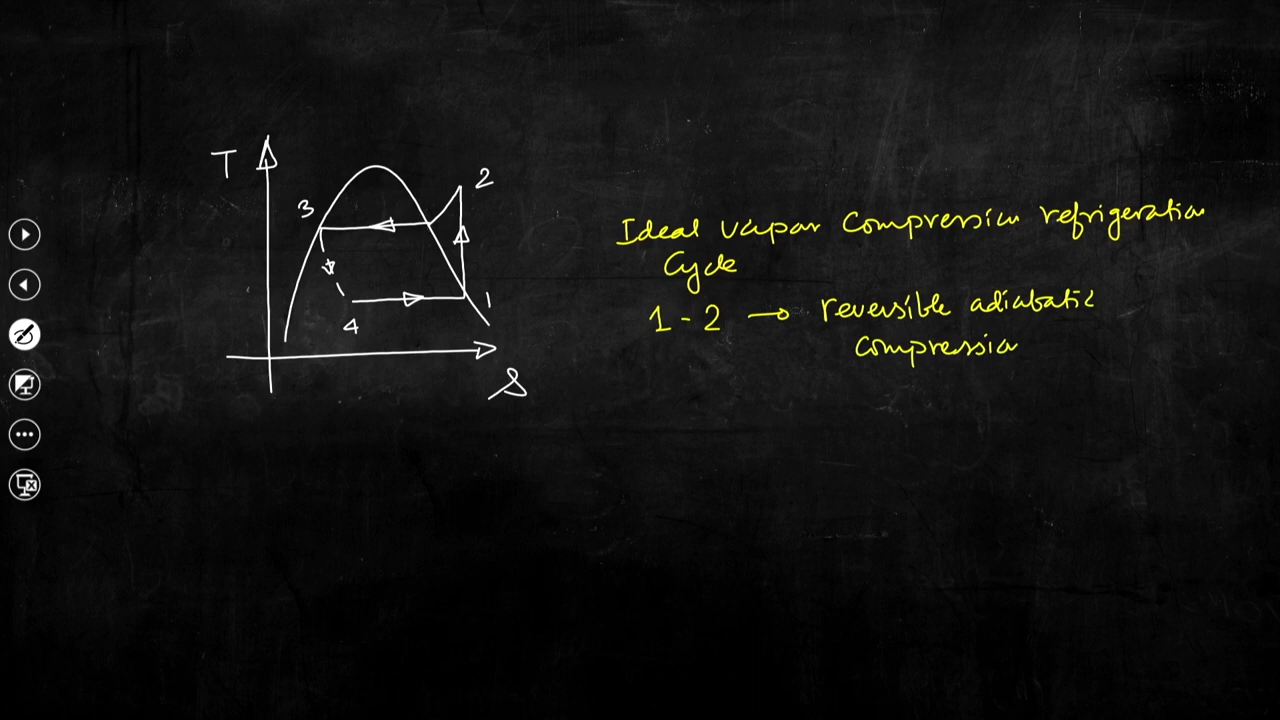 T
2
3
1
4
S
Ideal vapor Compression refrigeration
Cycle
1 - 2 → reversible adiabatic
Compression